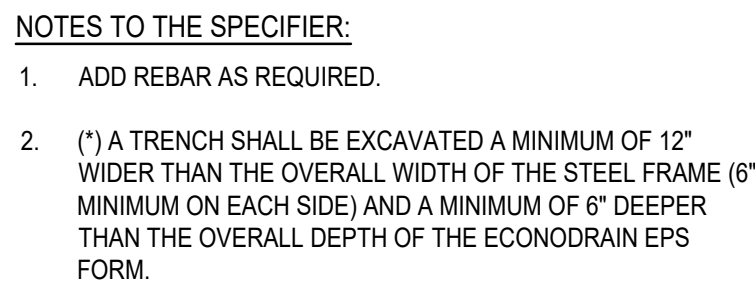 NOTES TO THE SPECIFIER:
1. ADD REBAR AS REQUIRED.
2. (*) A TRENCH SHALL BE EXCAVATED A MINIMUM OF 12"
WIDER THAN THE OVERALL WIDTH OF THE STEEL FRAME (6"
MINIMUM ON EACH SIDE) AND A MINIMUM OF 6" DEEPER
THAN THE OVERALL DEPTH OF THE ECONODRAIN EPS
FORM.